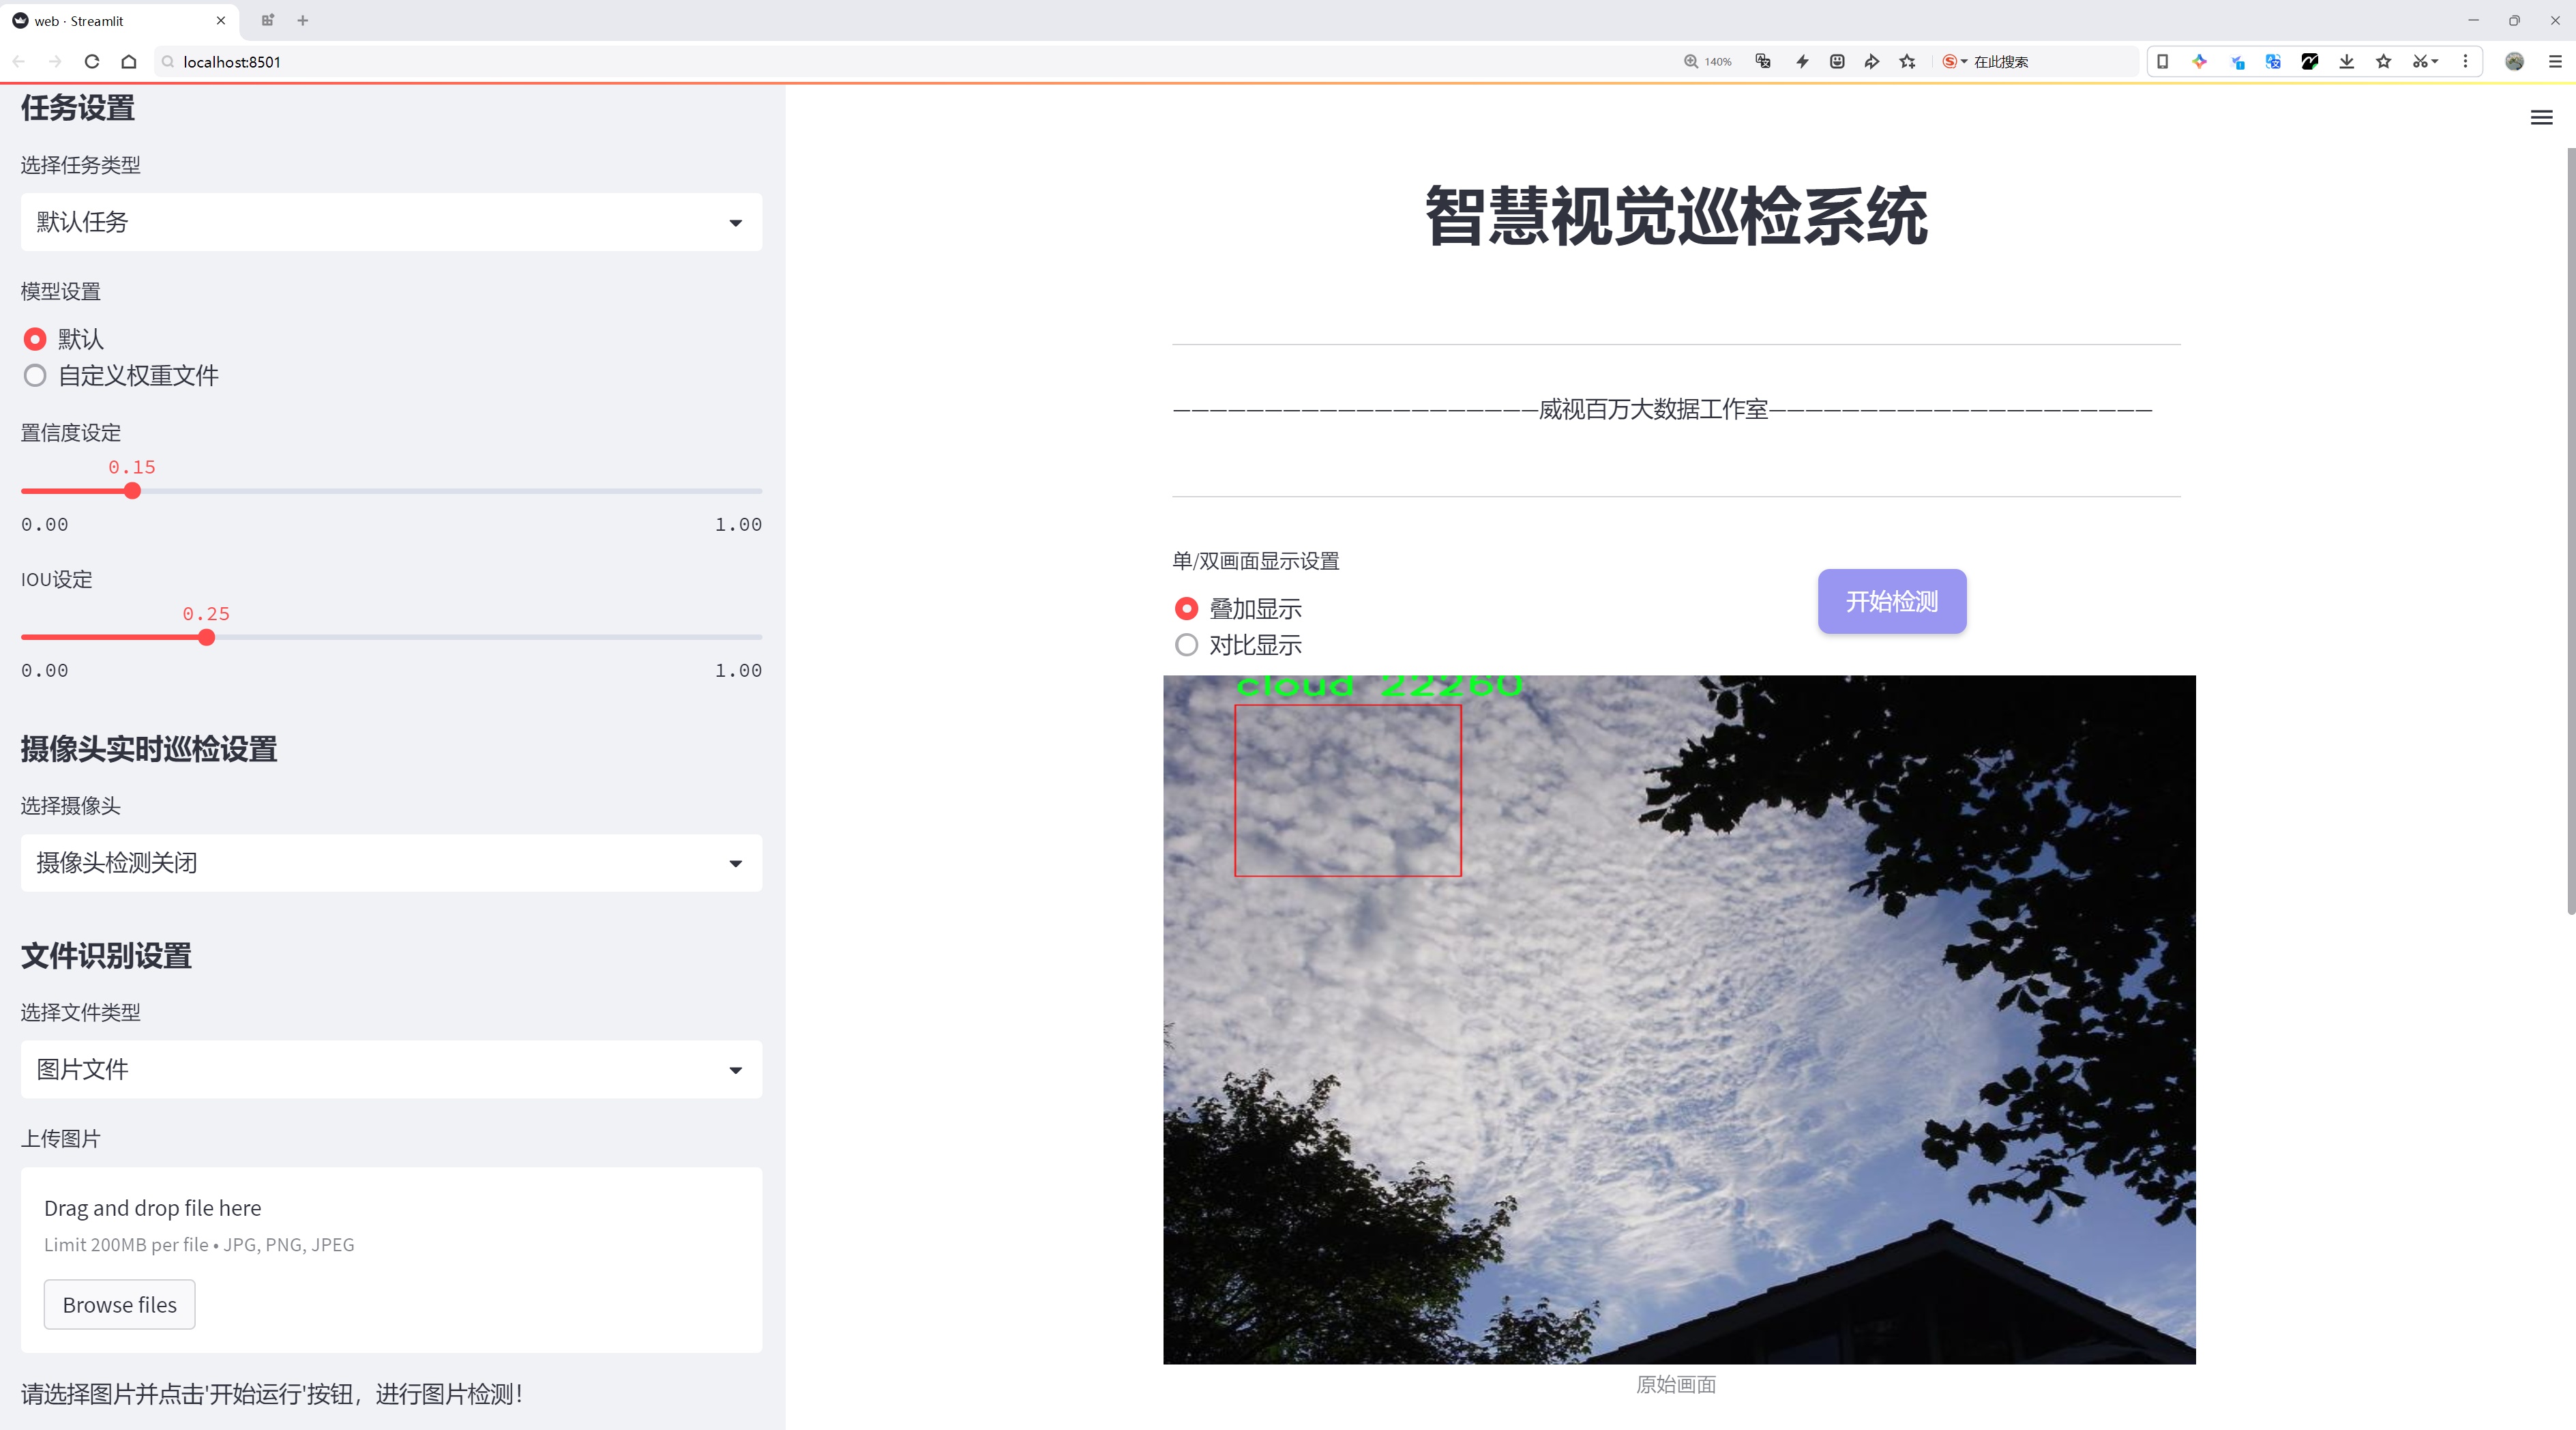 web · Streamlit
localhost:8501
140%
在此搜索
任务设置
选择任务类型
默认任务
模型设置
默认
自定义权重文件
置信度设定
0.15
0.00
1.00
IOU设定
0.25
0.00
1.00
摄像头实时巡检设置
选择摄像头
摄像头检测关闭
文件识别设置
选择文件类型
图片文件
上传图片
Drag and drop file here
Limit 200MB per file • JPG, PNG, JPEG
Browse files
请选择图片并点击'开始运行'按钮，进行图片检测！
智慧视觉巡检系统
————————————————————威视百万大数据工作室—————————————————————
单/双画面显示设置
叠加显示
对比显示
开始检测
cloud 22260
原始画面